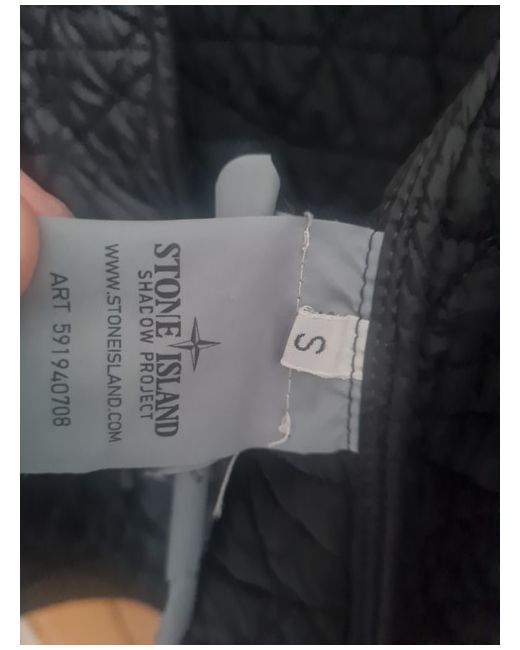 STONE ISLAND
SHADOW PROJECT
WWW.STONEISLAND.COM
ART 591940708
S